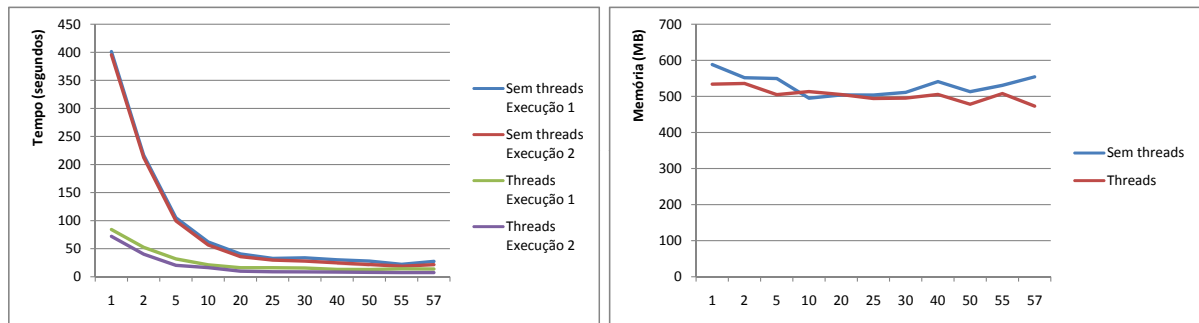 Tempo (segundos)
450
400
350
300
250
200
150
100
50
0
1 2 5 10 20 25 30 40 50 55 57
Sem threads
Execução 1
Sem threads
Execução 2
Threads
Execução 1
Threads
Execução 2
Memória (MB)
700
600
500
400
300
200
100
0
1 2 5 10 20 25 30 40 50 55 57
Sem threads
Threads